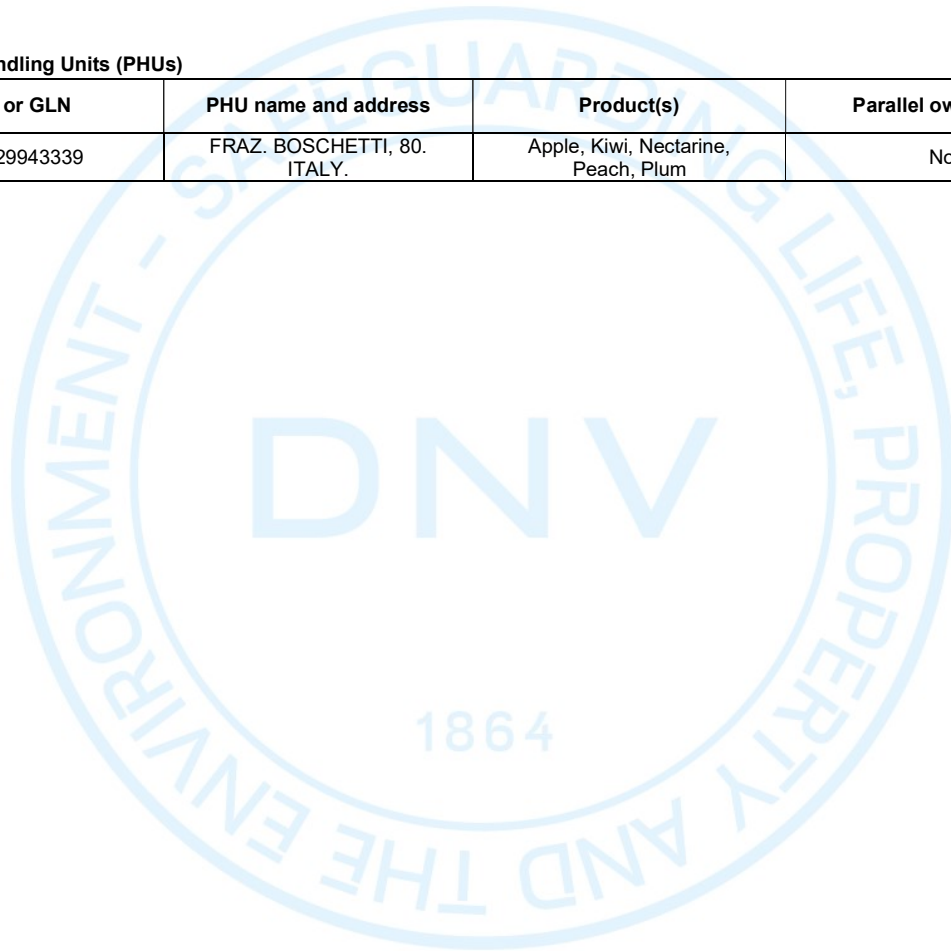 ndling Units (PHUs)
or GLN PHU name and address Product(s) Parallel ow
29943339 FRAZ. BOSCHETTI, 80. ITALY. Apple, Kiwi, Nectarine, Peach, Plum No
SAFEGUARDING LIFE, PROPERTY AND THE ENVIRONMENT -
DNV
1864